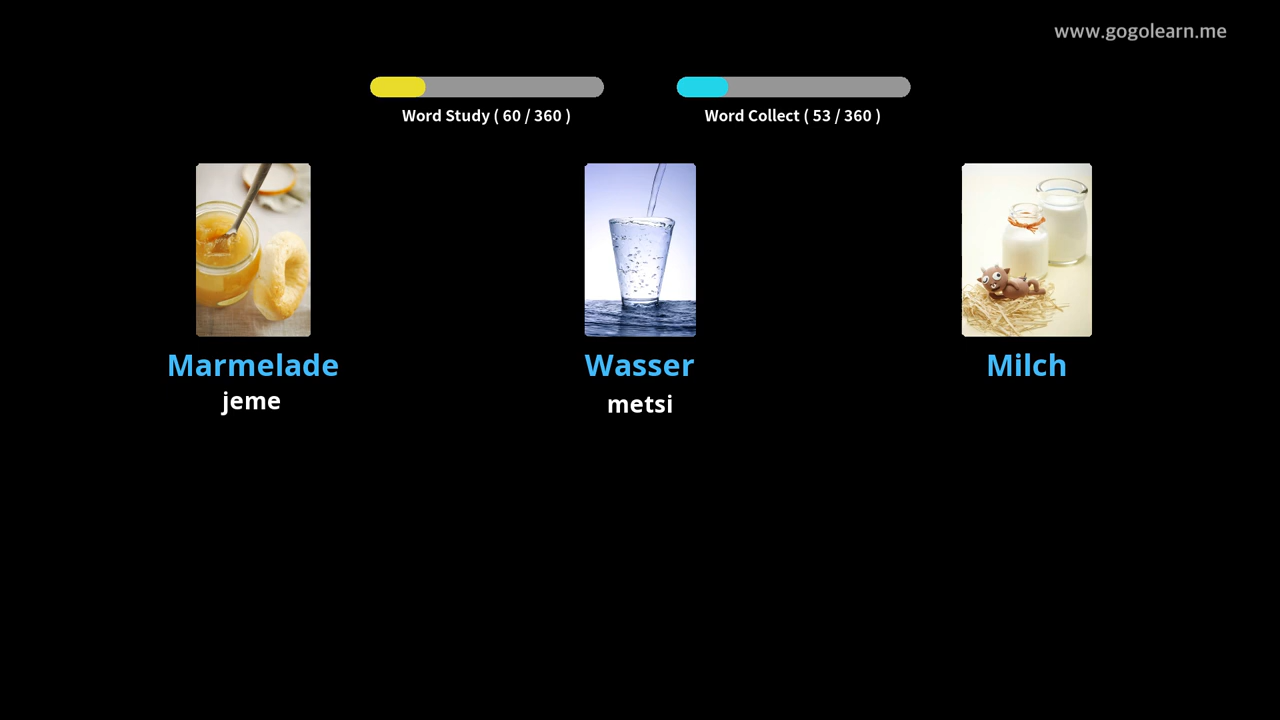 www.gogolearn.me
Word Study ( 60 / 360 )
Word Collect ( 53 / 360 )
Marmelade
Wasser
Milch
jeme
metsi